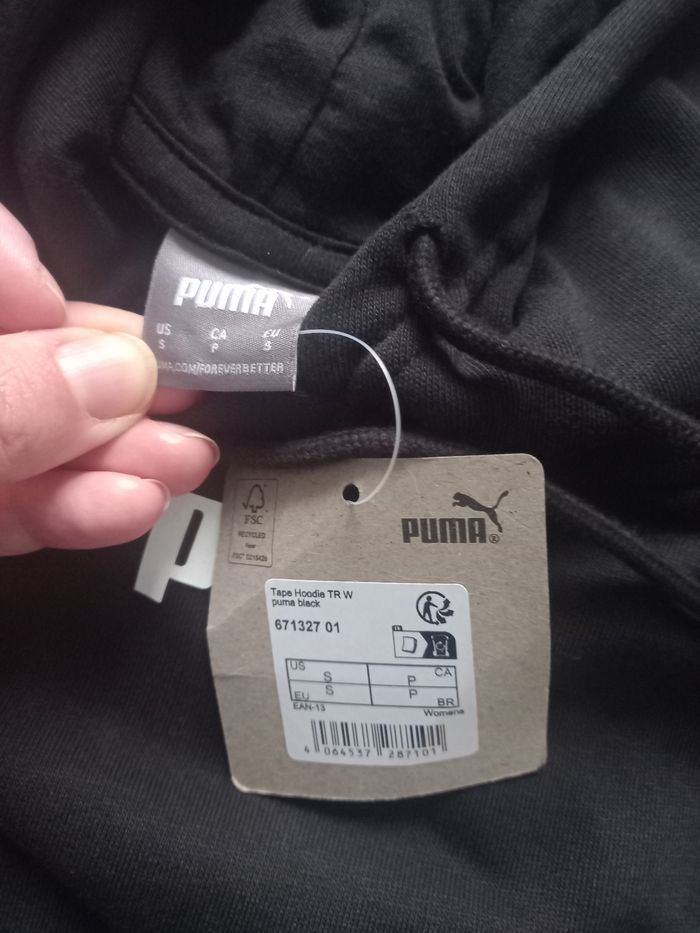 PUMA
US CA EU
S P S
PUMA.COM/FOREVERBETTER
FSC
RECYCLED
P
PUMA®
Tape Hoodie TR W
puma black
671327 01
US S P CA
EU S P BR
EAN-13 Womens
4 064537 287101